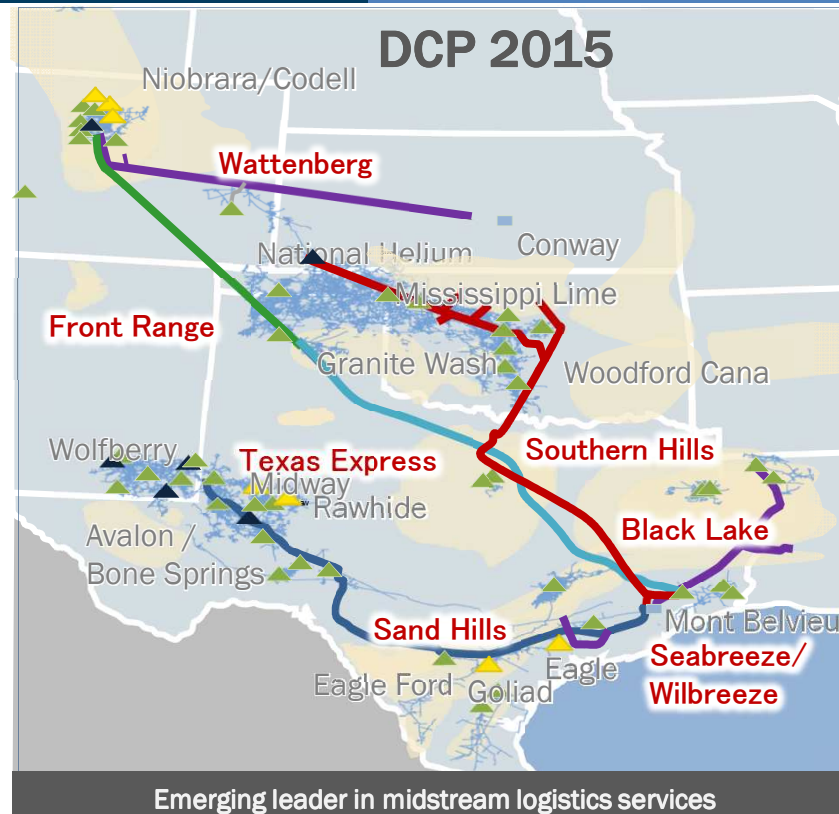 DCP 2015
Niobrara/Codell
Wattenberg
National Helium
Conway
Mississippi Lime
Front Range
Granite Wash
Woodford Cana
Wolfberry
Texas Express
Southern Hills
Midway
Rawhide
Black Lake
Avalon /
Bone Springs
Sand Hills
Mont Belvieu
Eagle
Seabreeze/
Wilbreeze
Eagle Ford
Goliad
Emerging leader in midstream logistics services